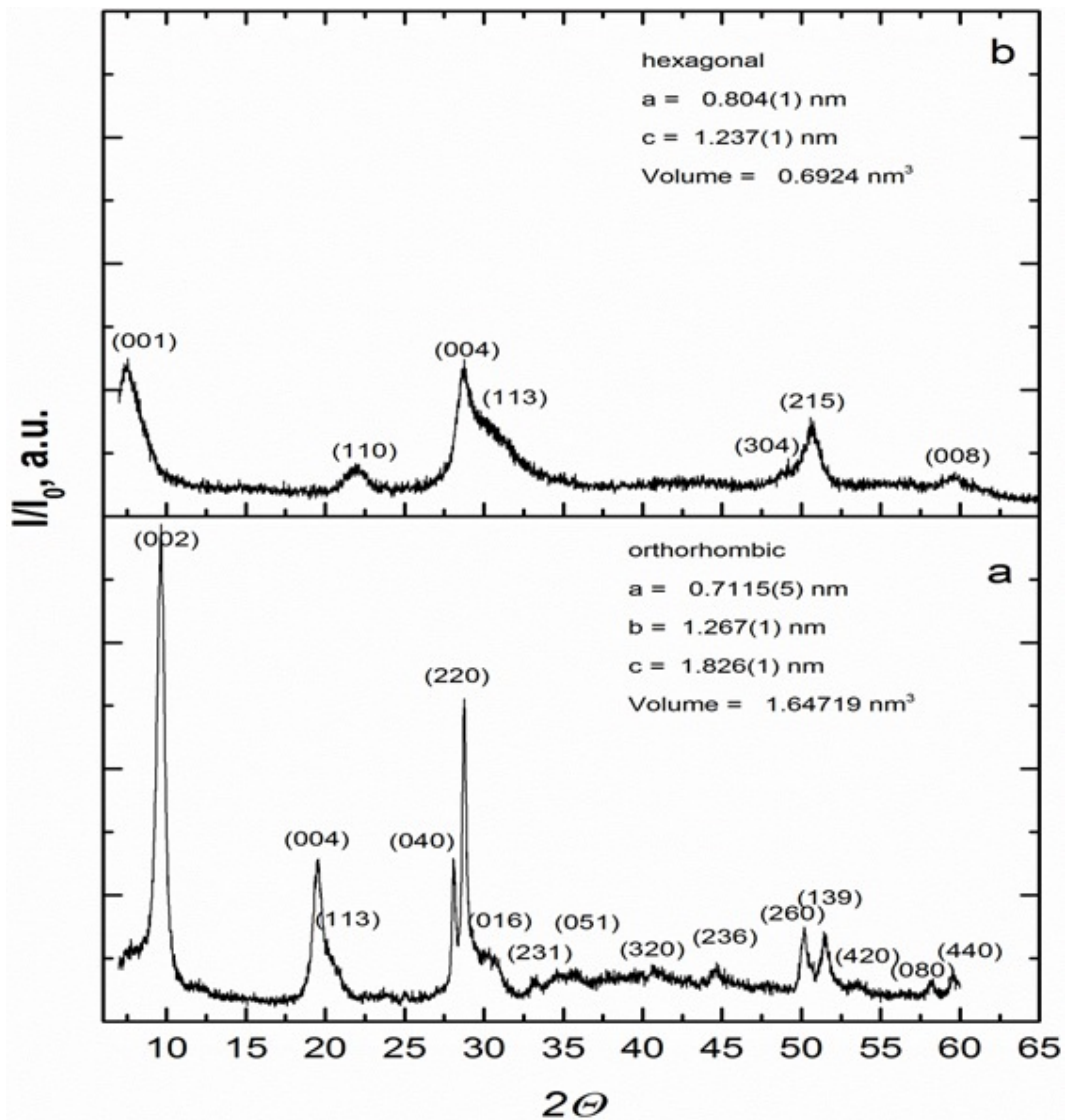 b
hexagonal
a = 0.804(1) nm
c = 1.237(1) nm
Volume = 0.6924 nm³
(001)
(110)
(004)
(113)
(304)
(215)
(008)
I/I₀, a.u.
a
orthorhombic
a = 0.7115(5) nm
b = 1.267(1) nm
c = 1.826(1) nm
Volume = 1.64719 nm³
(002)
(004)
(113)
(040)
(220)
(016)
(231)
(051)
(320)
(236)
(260)
(139)
(420)
(080)
(440)
10 15 20 25 30 35 40 45 50 55 60 65
2Θ